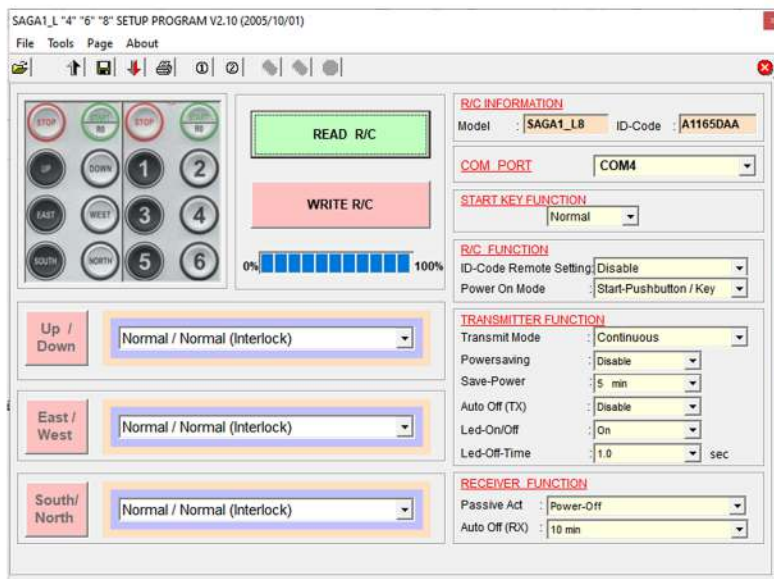 SAGA1_L "4" "6" "8" SETUP PROGRAM V2.10 (2005/10/01)
File Tools Page About
STOP START R0 STOP START R0
UP DOWN 1 2
EAST WEST 3 4
SOUTH NORTH 5 6
READ R/C
WRITE R/C
0% 100%
Up / Down
Normal / Normal (Interlock)
East / West
Normal / Normal (Interlock)
South/ North
Normal / Normal (Interlock)
R/C INFORMATION
Model : SAGA1_L8 ID-Code : A1165DAA
COM PORT COM4
START KEY FUNCTION
Normal
R/C FUNCTION
ID-Code Remote Setting: Disable
Power On Mode : Start-Pushbutton / Key
TRANSMITTER FUNCTION
Transmit Mode : Continuous
Powersaving : Disable
Save-Power : 5 min
Auto Off (TX) : Disable
Led-On/Off : On
Led-Off-Time : 1.0 sec
RECEIVER FUNCTION
Passive Act : Power-Off
Auto Off (RX) : 10 min